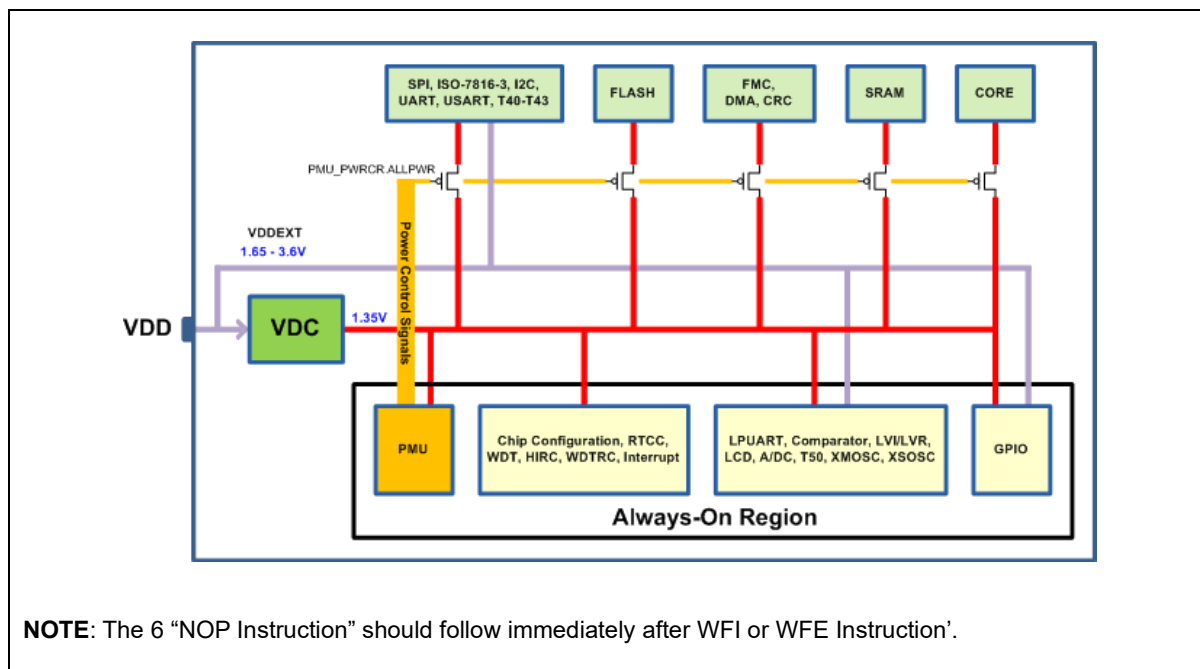 SPI, ISO-7816-3, I2C,
UART, USART, T40-T43
FLASH
FMC,
DMA, CRC
SRAM
CORE
PMU_PWRCR.ALLPWR
Power Control Signals
VDDEXT
1.65 - 3.6V
VDD
VDC
1.35V
PMU
Chip Configuration, RTCC,
WDT, HIRC, WDTRC, Interrupt
LPUART, Comparator, LVI/LVR,
LCD, A/DC, T50, XMOSC, XSOSC
GPIO
Always-On Region
NOTE: The 6 “NOP Instruction” should follow immediately after WFI or WFE Instruction’.